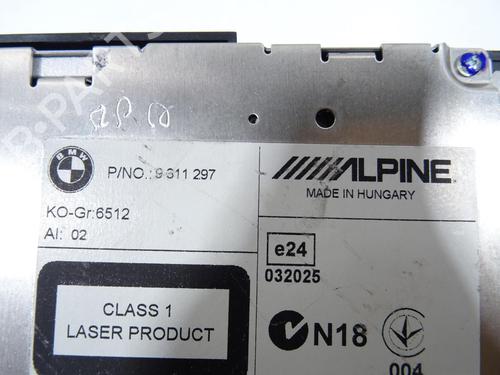 BMW
P/NO.: 9 311 297
ALPINE
MADE IN HUNGARY
KO-Gr:6512
AI: 02
e24
032025
CLASS 1
LASER PRODUCT
N18
004